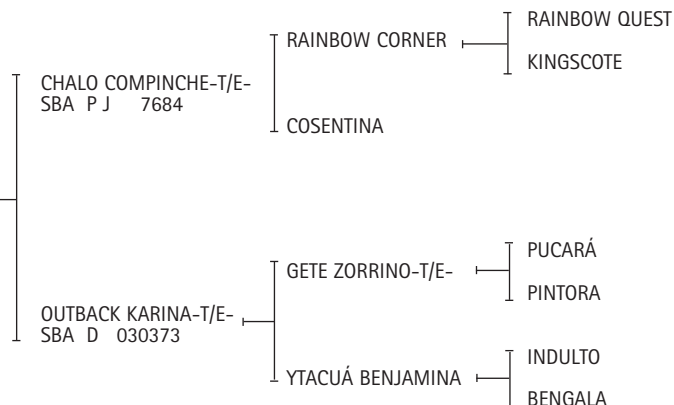 RAINBOW QUEST
RAINBOW CORNER
KINGSCOTE
CHALO COMPINCHE-T/E-
SBA P J 7684
COSENTINA
PUCARÁ
GETE ZORRINO-T/E-
PINTORA
OUTBACK KARINA-T/E-
SBA D 030373
INDULTO
YTACUÁ BENJAMINA
BENGALA